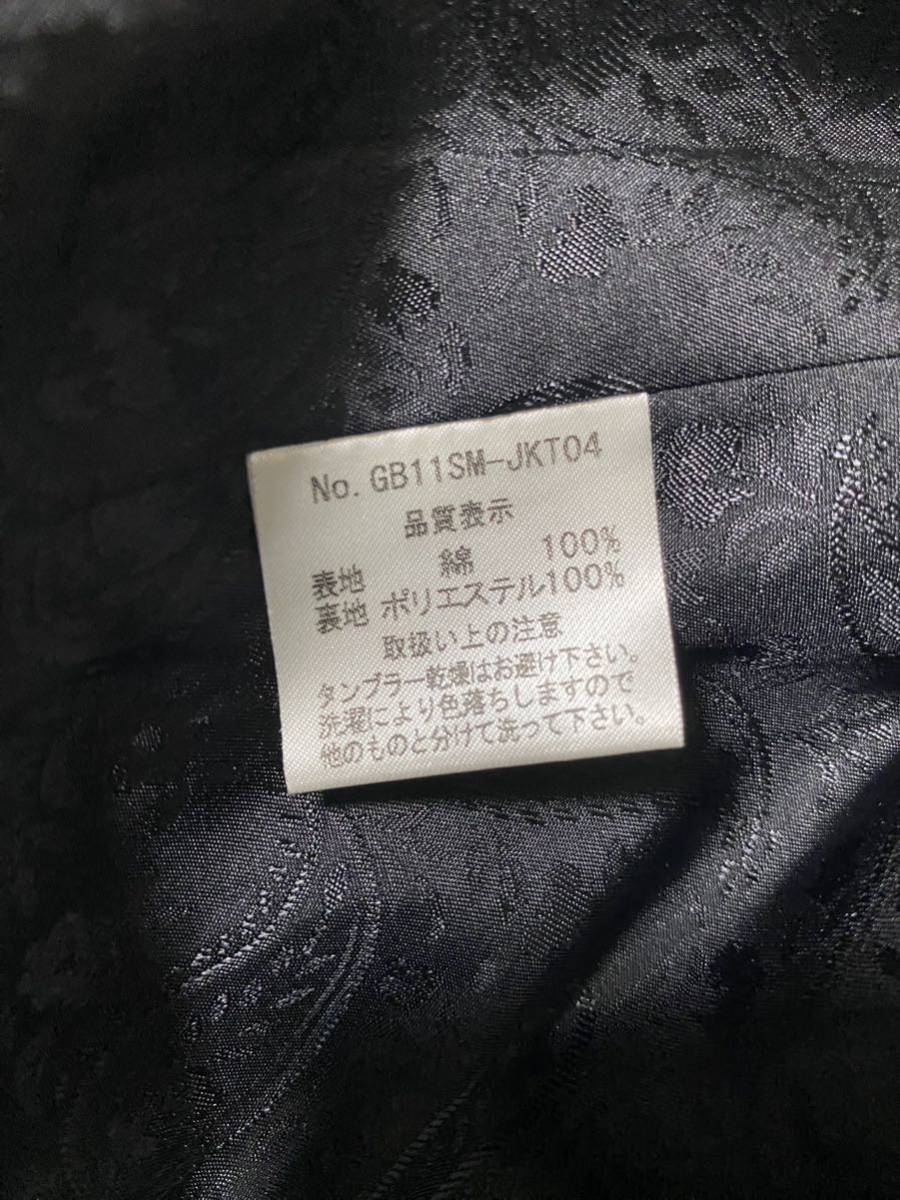 No. GB11SM-JKT04
品質表示
表地 綿 100%
裏地 ポリエステル100%
取扱い上の注意
タンブラー乾燥はお避け下さい。
洗濯により色落ちしますので
他のものと分けて洗って下さい。